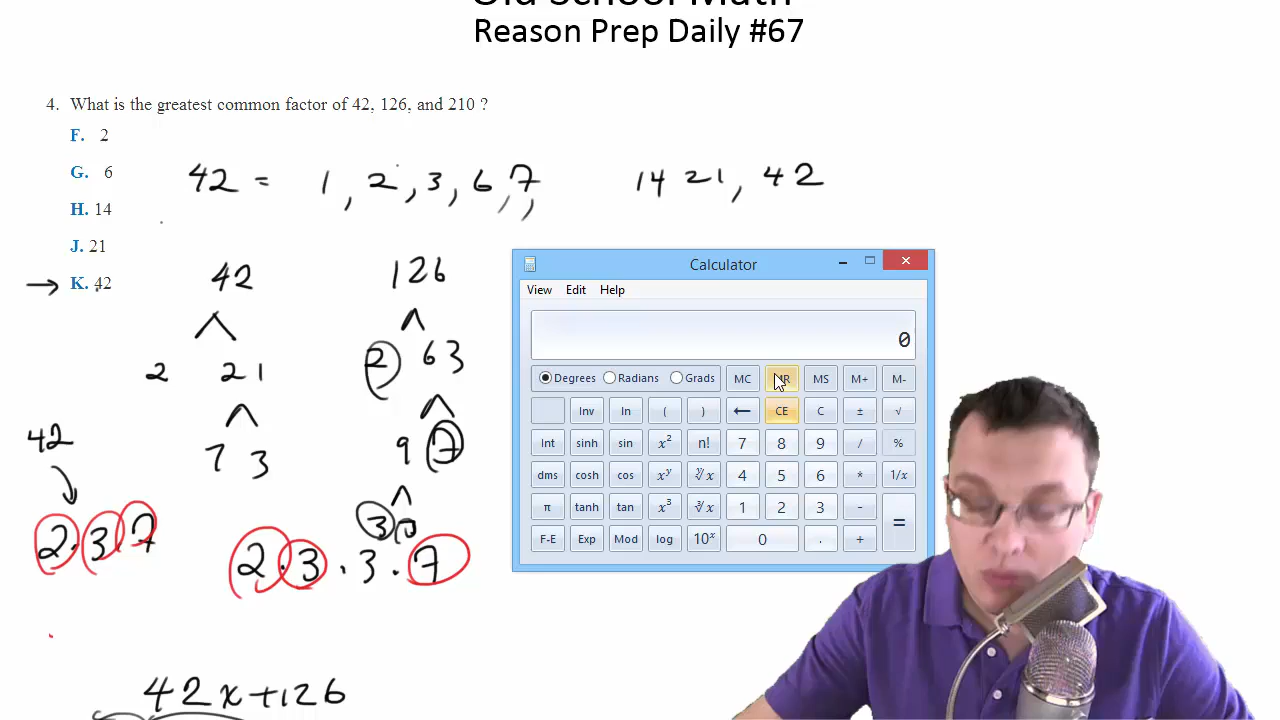 Old School Math
Reason Prep Daily #67
4. What is the greatest common factor of 42, 126, and 210 ?
F. 2
G. 6
H. 14
J. 21
→ K. 42
42 = 1, 2, 3, 6, 7, 14 21, 42
42
2 21
7 3
126
2 63
9 7
3
42
2·3·7
2·3·3·7
42x+126
Calculator
View Edit Help
0
Degrees Radians Grads MC MR MS M+ M-
Inv ln ( ) ← CE C ± √
Int sinh sin x² n! 7 8 9 / %
dms cosh cos xʸ ʸ√x 4 5 6 * 1/x
π tanh tan x³ ³√x 1 2 3 - =
F-E Exp Mod log 10ˣ 0 . +